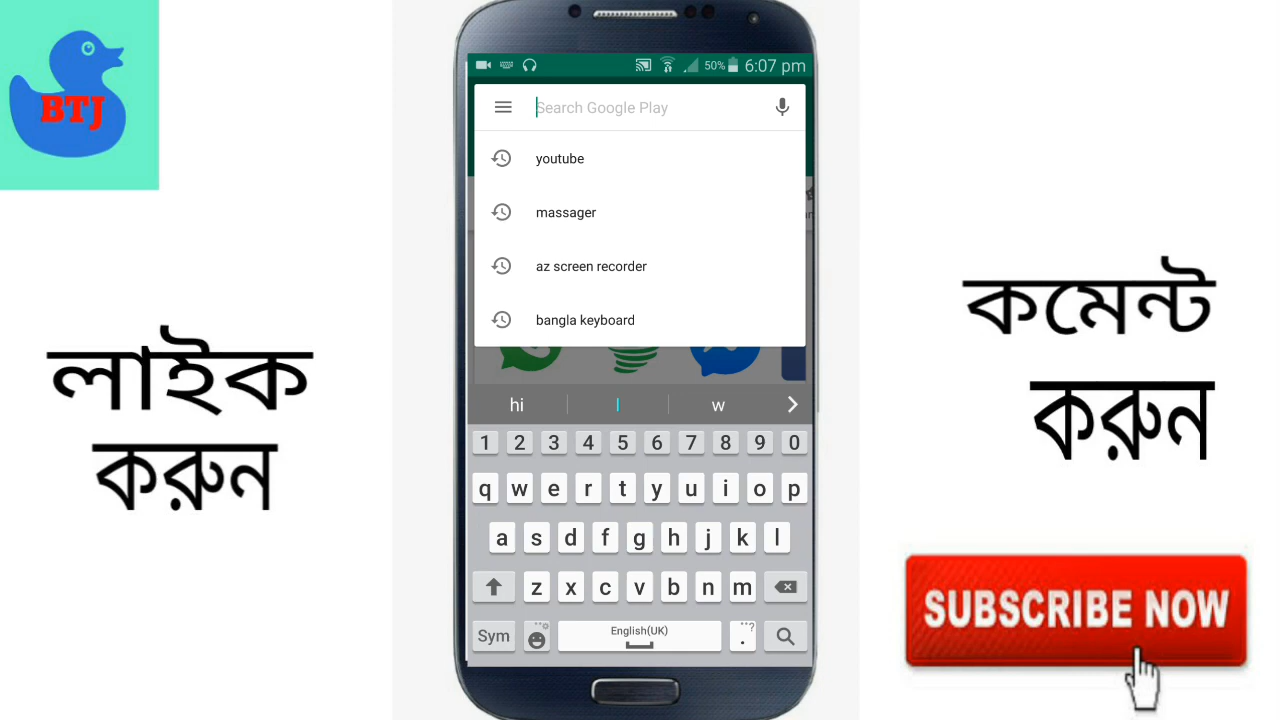 BTJ
লাইক
করুন
50% 6:07 pm
Search Google Play
youtube
massager
az screen recorder
bangla keyboard
hi l w
1 2 3 4 5 6 7 8 9 0
q w e r t y u i o p
a s d f g h j k l
z x c v b n m
Sym English(UK) . ?
কমেন্ট
করুন
SUBSCRIBE NOW